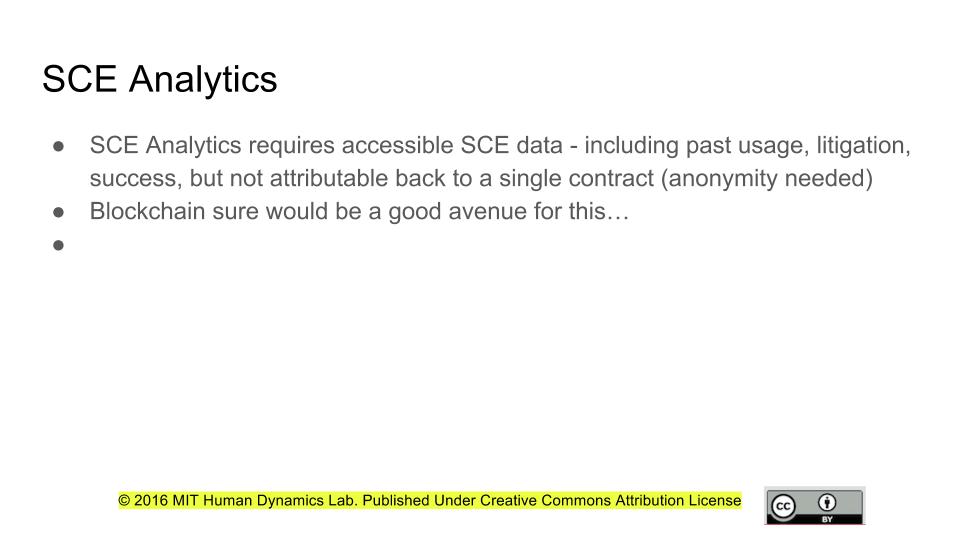 SCE Analytics
● SCE Analytics requires accessible SCE data - including past usage, litigation,
success, but not attributable back to a single contract (anonymity needed)
● Blockchain sure would be a good avenue for this…
●
© 2016 MIT Human Dynamics Lab. Published Under Creative Commons Attribution License
cc
BY